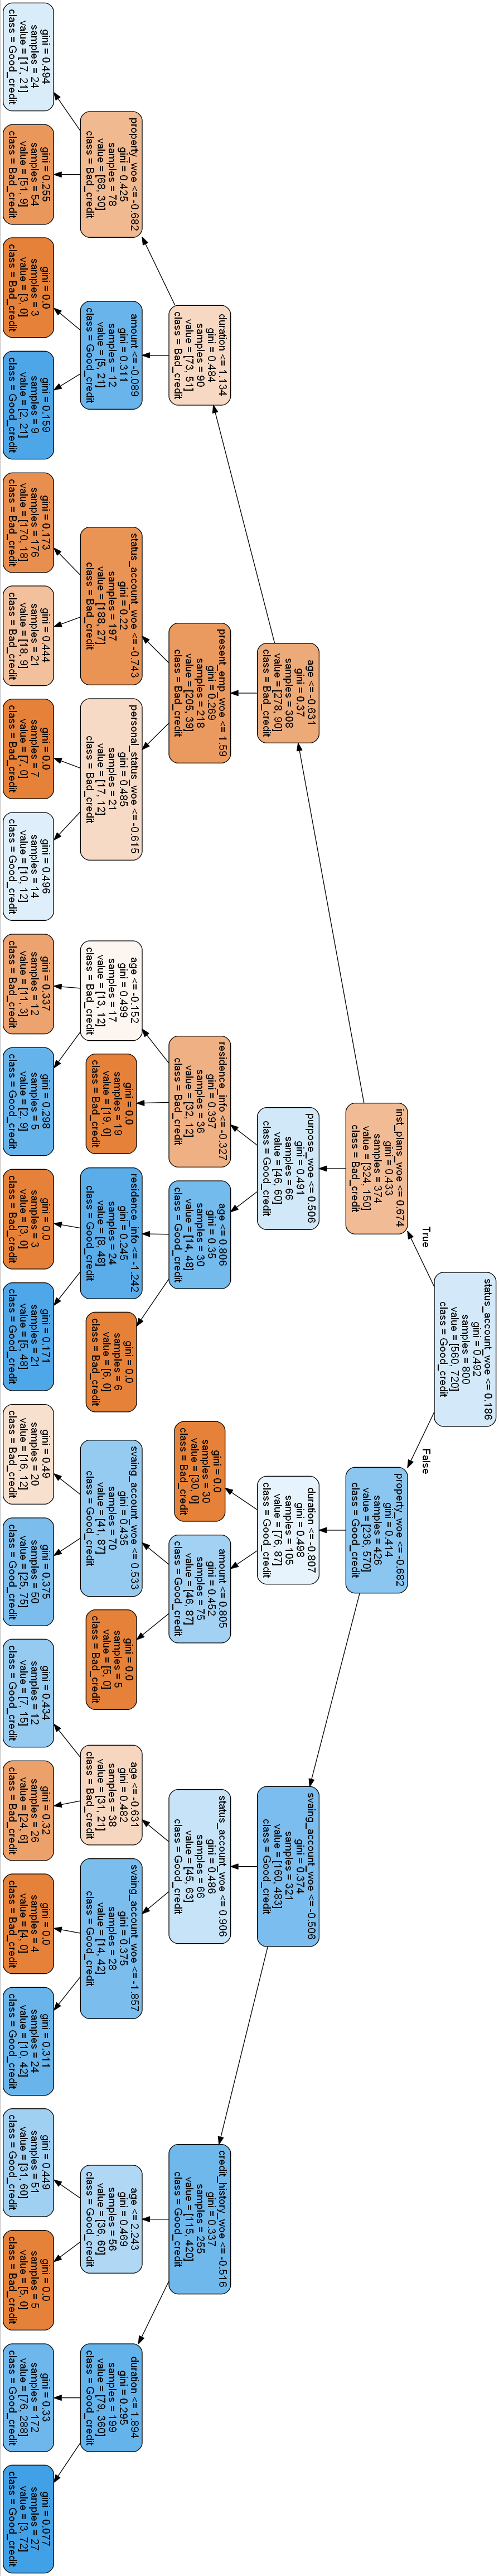 status_account_woe <= 0.186
gini = 0.492
samples = 800
value = [560, 720]
class = Good_credit
True
False
inst_plans_woe <= 0.674
gini = 0.433
samples = 374
value = [324, 150]
class = Bad_credit
property_woe <= -0.682
gini = 0.414
samples = 426
value = [236, 570]
class = Good_credit
age <= -0.631
gini = 0.37
samples = 308
value = [278, 90]
class = Bad_credit
purpose_woe <= 0.506
gini = 0.491
samples = 66
value = [46, 60]
class = Good_credit
duration <= -0.807
gini = 0.498
samples = 105
value = [76, 87]
class = Good_credit
svaing_account_woe <= -0.506
gini = 0.374
samples = 321
value = [160, 483]
class = Good_credit
duration <= 1.134
gini = 0.484
samples = 90
value = [73, 51]
class = Bad_credit
present_emp_woe <= 1.59
gini = 0.269
samples = 218
value = [205, 39]
class = Bad_credit
residence_info <= -0.327
gini = 0.397
samples = 36
value = [32, 12]
class = Bad_credit
age <= 0.806
gini = 0.35
samples = 30
value = [14, 48]
class = Good_credit
gini = 0.0
samples = 30
value = [30, 0]
class = Bad_credit
amount <= 0.805
gini = 0.452
samples = 75
value = [46, 87]
class = Good_credit
status_account_woe <= 0.906
gini = 0.486
samples = 66
value = [45, 63]
class = Good_credit
credit_history_woe <= -0.516
gini = 0.337
samples = 255
value = [115, 420]
class = Good_credit
property_woe <= -0.682
gini = 0.425
samples = 78
value = [68, 30]
class = Bad_credit
amount <= -0.089
gini = 0.311
samples = 12
value = [5, 21]
class = Good_credit
status_account_woe <= -0.743
gini = 0.22
samples = 197
value = [188, 27]
class = Bad_credit
personal_status_woe <= -0.615
gini = 0.485
samples = 21
value = [17, 12]
class = Bad_credit
age <= -0.152
gini = 0.499
samples = 17
value = [13, 12]
class = Bad_credit
gini = 0.0
samples = 19
value = [19, 0]
class = Bad_credit
residence_info <= -1.242
gini = 0.245
samples = 24
value = [8, 48]
class = Good_credit
gini = 0.0
samples = 6
value = [6, 0]
class = Bad_credit
svaing_account_woe <= 0.533
gini = 0.435
samples = 70
value = [41, 87]
class = Good_credit
gini = 0.0
samples = 5
value = [5, 0]
class = Bad_credit
age <= -0.631
gini = 0.482
samples = 38
value = [31, 21]
class = Bad_credit
svaing_account_woe <= -1.857
gini = 0.375
samples = 28
value = [14, 42]
class = Good_credit
age <= 2.243
gini = 0.469
samples = 56
value = [36, 60]
class = Good_credit
duration <= 1.894
gini = 0.295
samples = 199
value = [79, 360]
class = Good_credit
gini = 0.494
samples = 24
value = [17, 21]
class = Good_credit
gini = 0.255
samples = 54
value = [51, 9]
class = Bad_credit
gini = 0.0
samples = 3
value = [3, 0]
class = Bad_credit
gini = 0.159
samples = 9
value = [2, 21]
class = Good_credit
gini = 0.173
samples = 176
value = [170, 18]
class = Bad_credit
gini = 0.444
samples = 21
value = [18, 9]
class = Bad_credit
gini = 0.0
samples = 7
value = [7, 0]
class = Bad_credit
gini = 0.496
samples = 14
value = [10, 12]
class = Good_credit
gini = 0.337
samples = 12
value = [11, 3]
class = Bad_credit
gini = 0.298
samples = 5
value = [2, 9]
class = Good_credit
gini = 0.0
samples = 3
value = [3, 0]
class = Bad_credit
gini = 0.171
samples = 21
value = [5, 48]
class = Good_credit
gini = 0.49
samples = 20
value = [16, 12]
class = Bad_credit
gini = 0.375
samples = 50
value = [25, 75]
class = Good_credit
gini = 0.434
samples = 12
value = [7, 15]
class = Good_credit
gini = 0.32
samples = 26
value = [24, 6]
class = Bad_credit
gini = 0.0
samples = 4
value = [4, 0]
class = Bad_credit
gini = 0.311
samples = 24
value = [10, 42]
class = Good_credit
gini = 0.449
samples = 51
value = [31, 60]
class = Good_credit
gini = 0.0
samples = 5
value = [5, 0]
class = Bad_credit
gini = 0.33
samples = 172
value = [76, 288]
class = Good_credit
gini = 0.077
samples = 27
value = [3, 72]
class = Good_credit